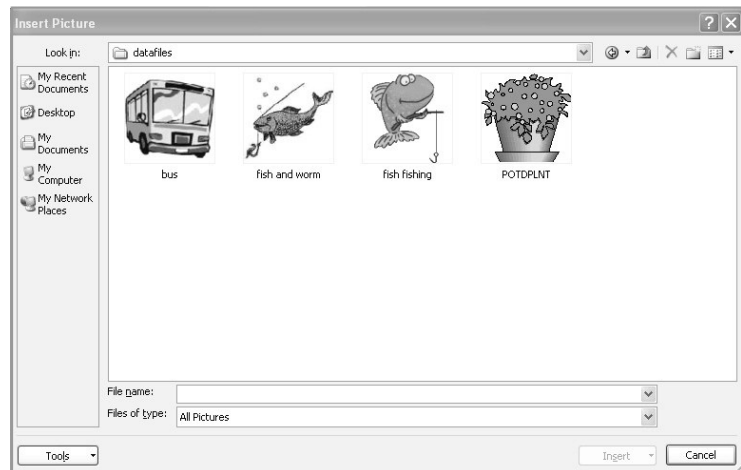 Insert Picture
Look in:
datafiles
My Recent
Documents
Desktop
My
Documents
My
Computer
My Network
Places
bus
fish and worm
fish fishing
POTDPLNT
File name:
Files of type:
All Pictures
Tools
Insert
Cancel